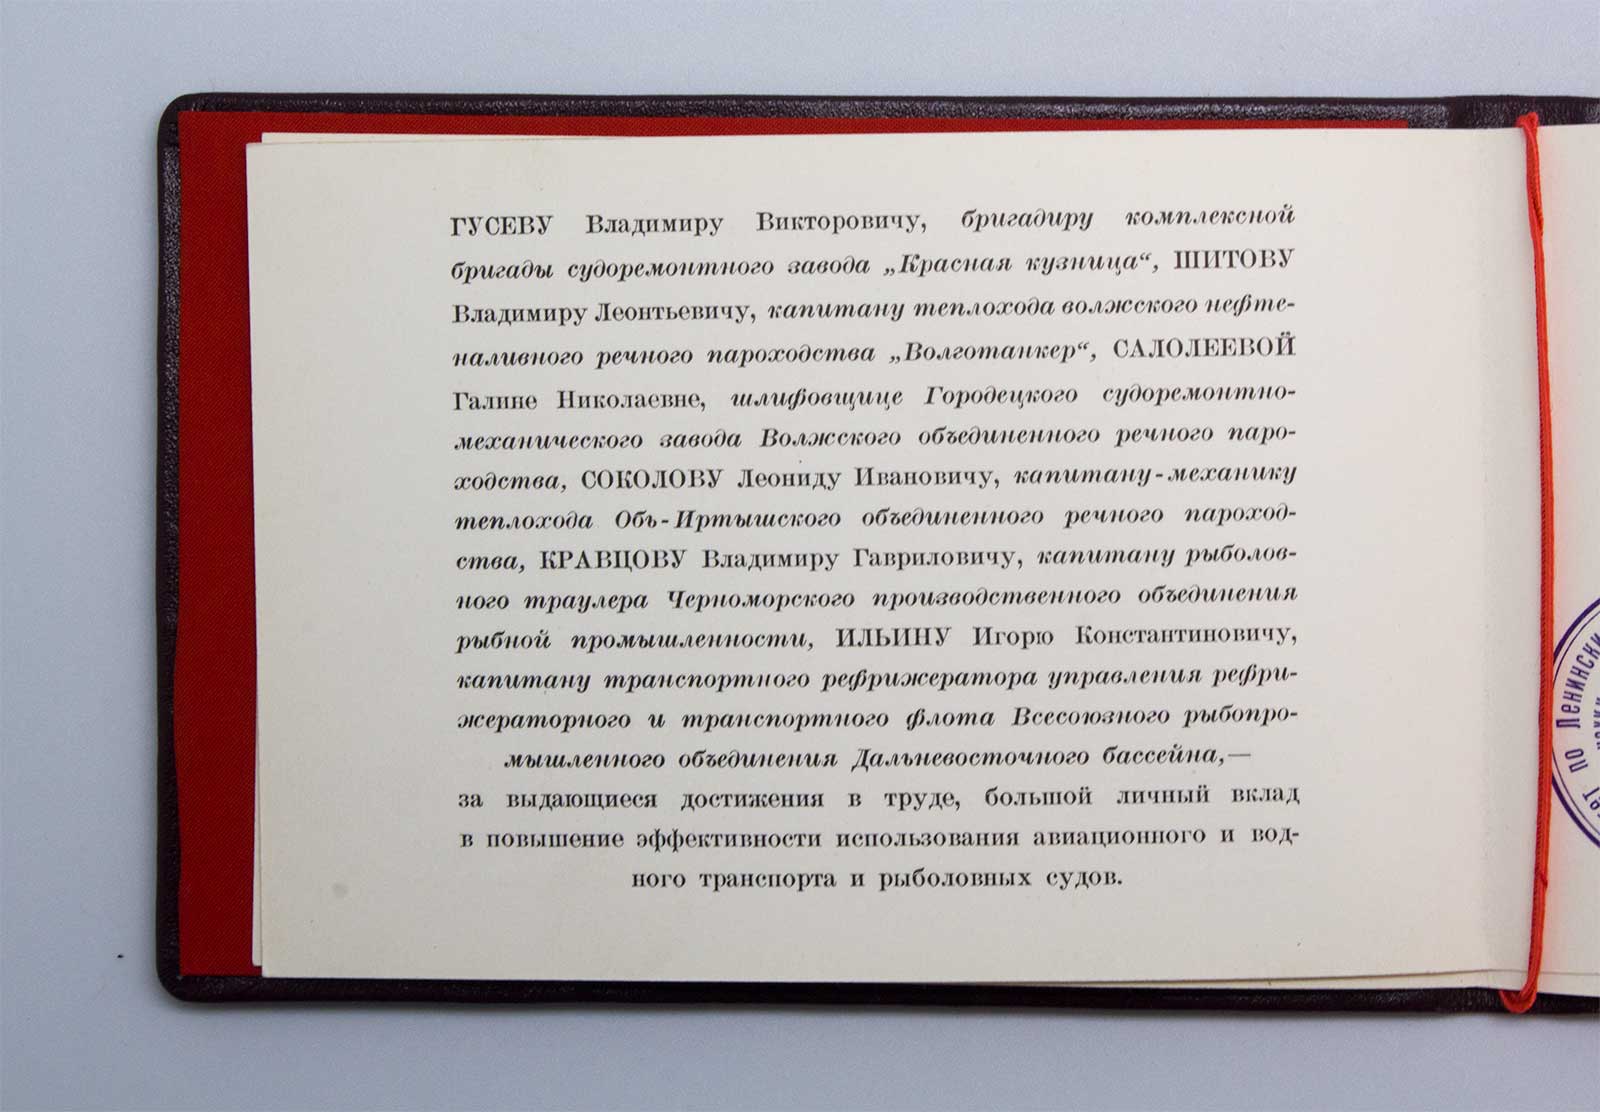 ГУСЕВУ Владимиру Викторовичу, бригадиру комплексной
бригады судоремонтного завода „Красная кузница“, ШИТОВУ
Владимиру Леонтьевичу, капитану теплохода волжского нефте-
наливного речного пароходства „Волготанкер“, САЛОЛЕЕВОЙ
Галине Николаевне, шлифовщице Городецкого судоремонтно-
механического завода Волжского объединенного речного паро-
ходства, СОКОЛОВУ Леониду Ивановичу, капитану-механику
теплохода Обь-Иртышского объединенного речного пароход-
ства, КРАВЦОВУ Владимиру Гавриловичу, капитану рыболов-
ного траулера Черноморского производственного объединения
рыбной промышленности, ИЛЬИНУ Игорю Константиновичу,
капитану транспортного рефрижератора управления рефри-
жераторного и транспортного флота Всесоюзного рыбопро-
мышленного объединения Дальневосточного бассейна,—
за выдающиеся достижения в труде, большой личный вклад
в повышение эффективности использования авиационного и вод-
ного транспорта и рыболовных судов.
по Ленински